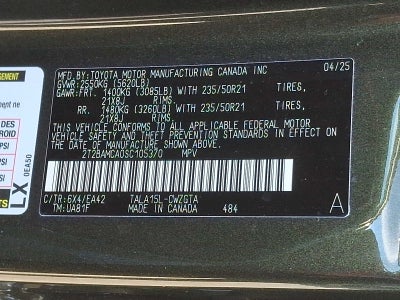 MFD.BY:TOYOTA MOTOR MANUFACTURING CANADA INC 04/25
GVWR:2550KG (5620LB)
GAWR:FRT. 1400KG (3085LB) WITH 235/50R21 TIRES,
21X8J RIMS.
RR. 1480KG (3260LB) WITH 235/50R21 TIRES,
21X8J RIMS.
THIS VEHICLE CONFORMS TO ALL APPLICABLE FEDERAL MOTOR
VEHICLE SAFETY AND THEFT PREVENTION STANDARDS IN EFFECT
ON THE DATE OF MANUFACTURE SHOWN ABOVE.
2T2BAMCA0SC105370 MPV
C/TR:6X4/EA42 TALA15L-CWZGTA
TM:UA81F MADE IN CANADA 484
A
LX
0EA50